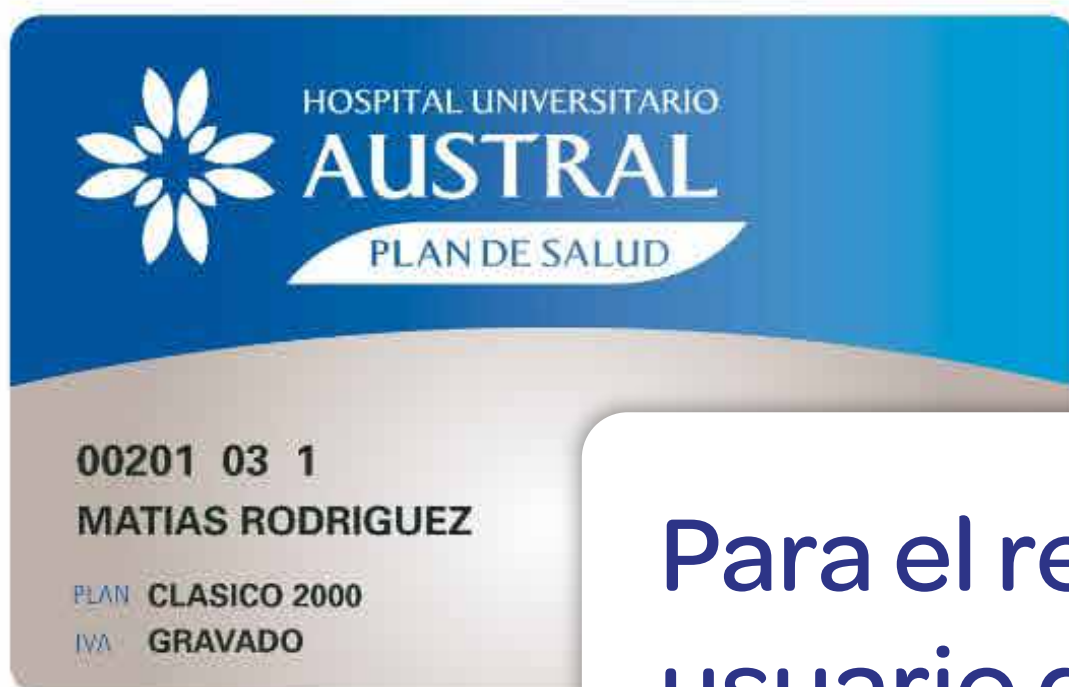 HOSPITAL UNIVERSITARIO
AUSTRAL
PLAN DE SALUD
00201 03 1
MATIAS RODRIGUEZ
PLAN CLASICO 2000
IVA GRAVADO
Para el re
usuario